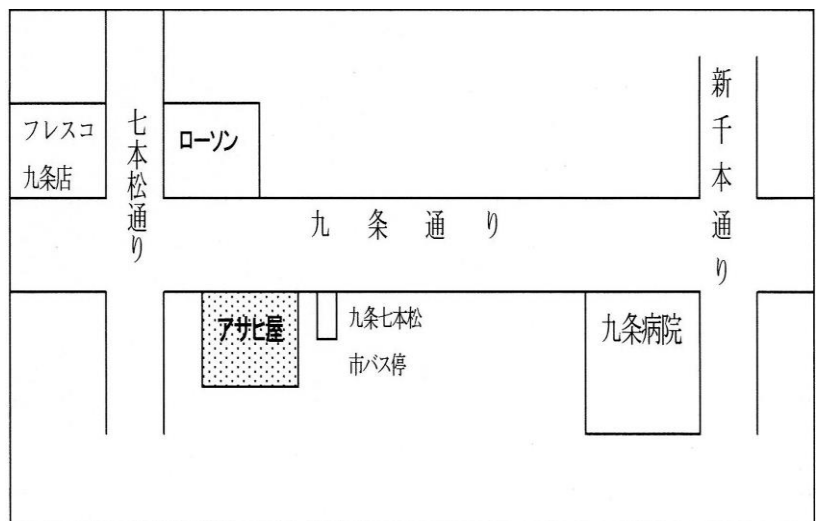 フレスコ
九条店
七本松通り
ローソン
新千本通り
九条通り
アサヒ屋
九条七本松
市バス停
九条病院